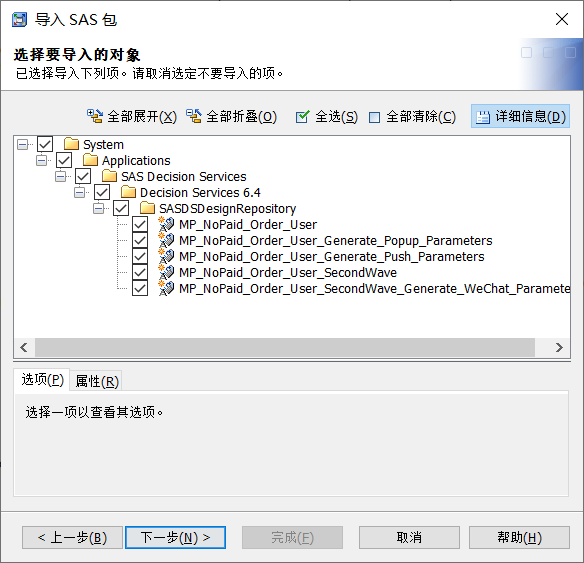 导入 SAS 包
选择要导入的对象
已选择导入下列项。请取消选定不要导入的项。
全部展开(X) 全部折叠(O) 全选(S) 全部清除(C) 详细信息(D)
System
Applications
SAS Decision Services
Decision Services 6.4
SASDSDesignRepository
MP_NoPaid_Order_User
MP_NoPaid_Order_User_Generate_Popup_Parameters
MP_NoPaid_Order_User_Generate_Push_Parameters
MP_NoPaid_Order_User_SecondWave
MP_NoPaid_Order_User_SecondWave_Generate_WeChat_Paramete
选项(P) 属性(R)
选择一项以查看其选项。
< 上一步(B) 下一步(N) > 完成(F) 取消 帮助(H)